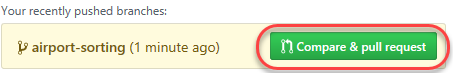 Your recently pushed branches:
airport-sorting (1 minute ago) Compare & pull request